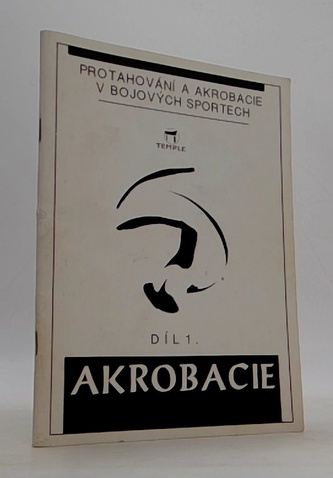 PROTAHOVÁNÍ A AKROBACIE
V BOJOVÝCH SPORTECH
TEMPLE
DÍL 1.
AKROBACIE